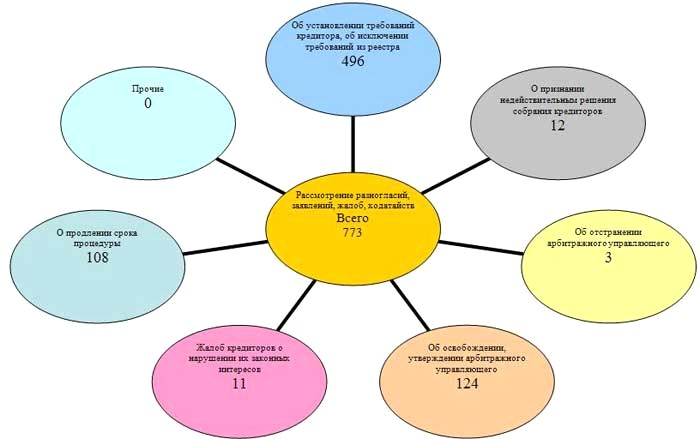 Об установлении требований
кредитора, об исключении
требований из реестра
496
Прочие
0
О признании
недействительным решения
собрания кредиторов
12
Рассмотрение разногласий,
заявлений, жалоб, ходатайств
Всего
773
О продлении срока
процедуры
108
Об отстранении
арбитражного управляющего
3
Жалоб кредиторов о
нарушении их законных
интересов
11
Об освобождении,
утверждении арбитражного
управляющего
124